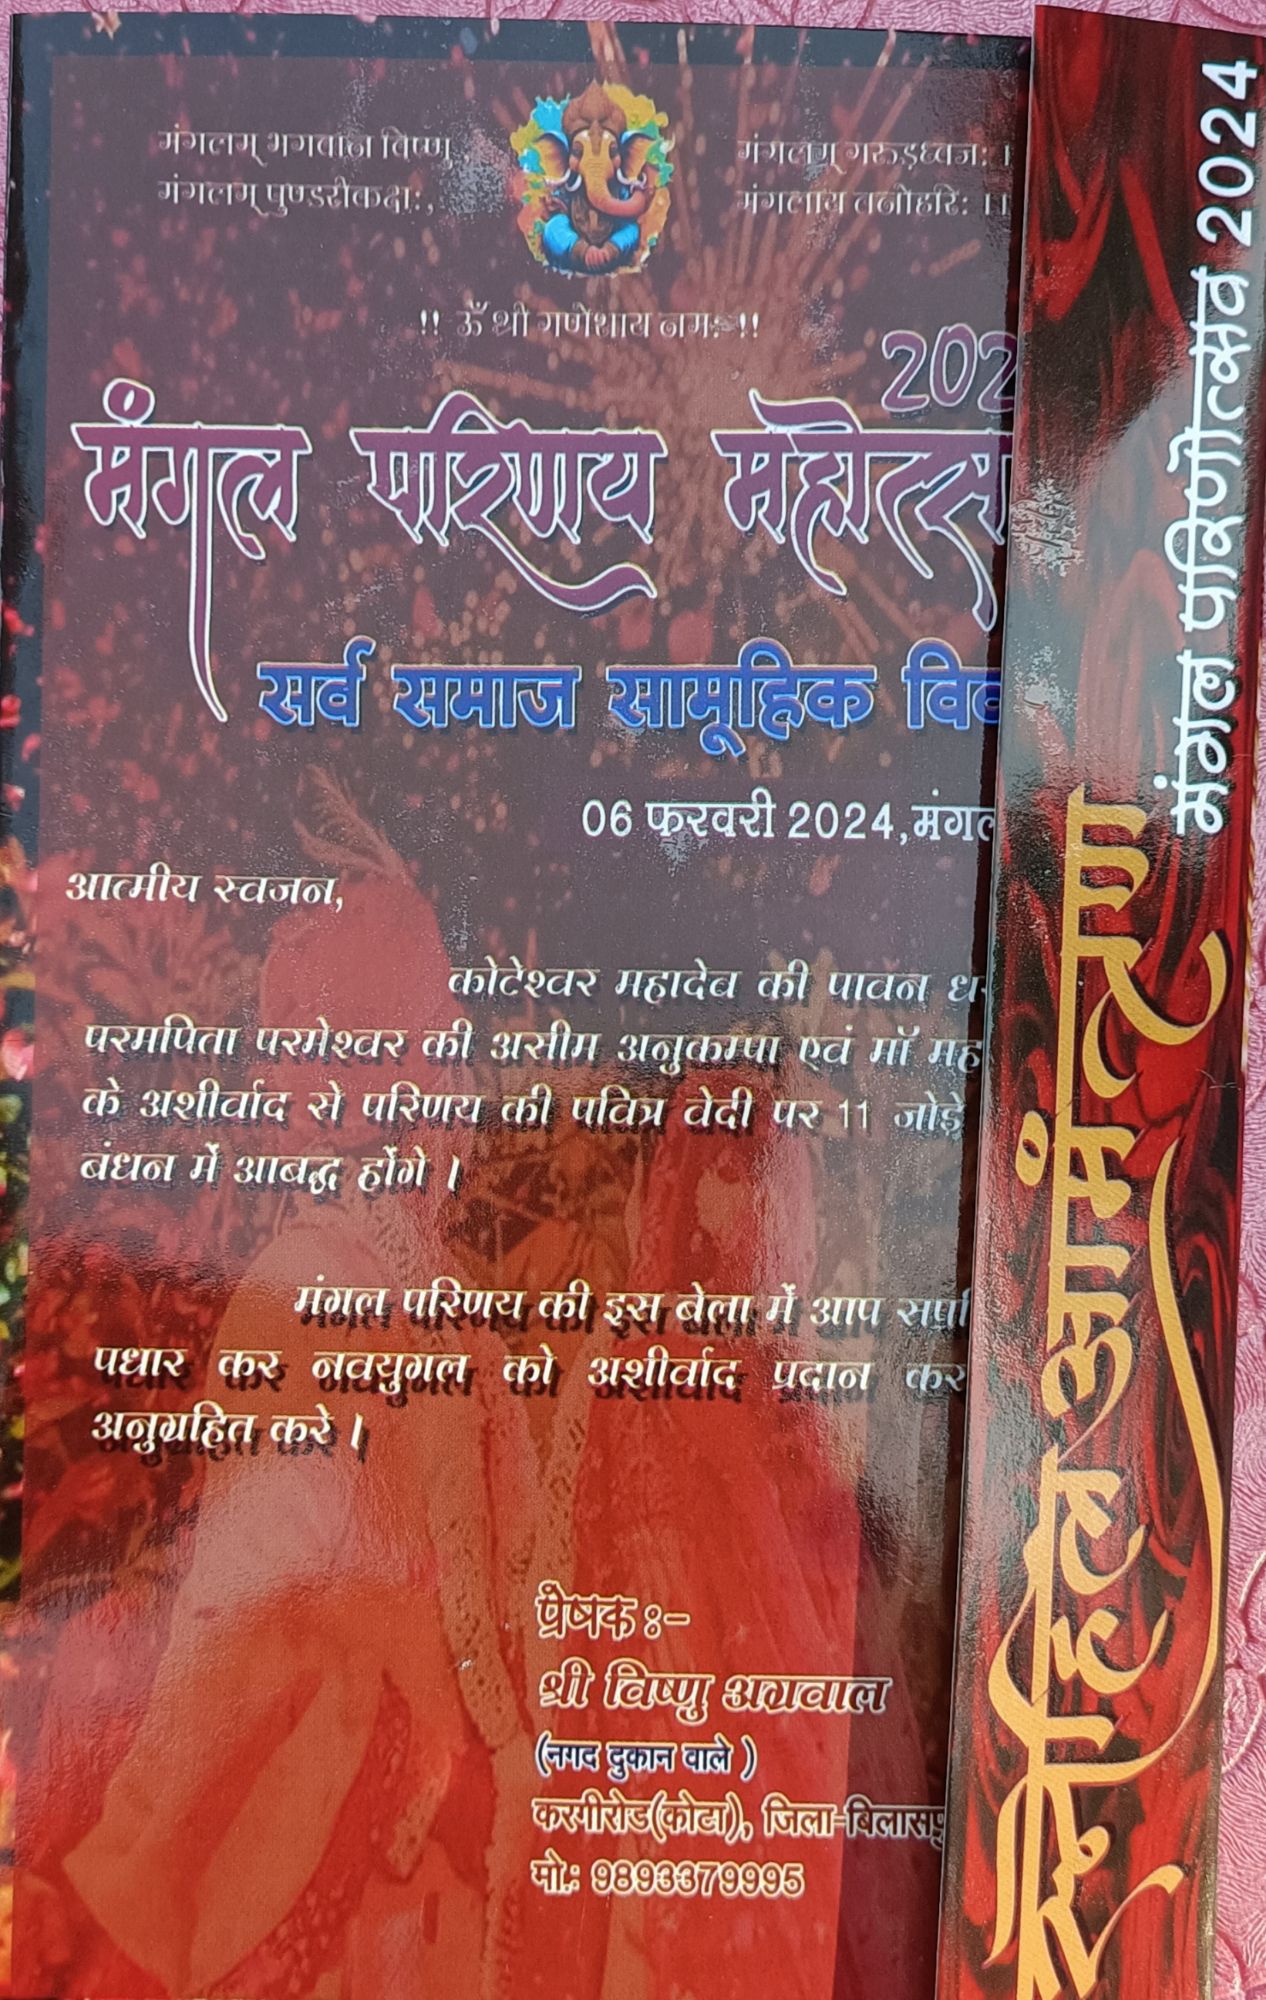 मंगलम् भगवान विष्णु,
मंगलम् गरुड़ध्वजः ।
मंगलम् पुण्डरीकक्षः,
मंगलाय तनोहरिः ।।
!! ॐ श्री गणेशाय नमः !!
202
मंगल परिणय महोत्स
सर्व समाज सामूहिक विव
06 फरवरी 2024,मंगल
आत्मीय स्वजन,
कोटेश्वर महादेव की पावन धर
परमपिता परमेश्वर की असीम अनुकम्पा एवं माॅ मह
के अशीर्वाद से परिणय की पवित्र वेदी पर 11 जोड़े
बंधन में आबद्ध होंगे ।
मंगल परिणय की इस बेला में आप सपरि
पधार कर नवयुगल को अशीर्वाद प्रदान कर
अनुग्रहित करे ।
प्रेषक :-
श्री विष्णु अग्रवाल
(नगद दुकान वाले )
करगीरोड(कोटा), जिला-बिलासपु
मो.: 9893379995
स्नेहिल आमंत्रण
मंगल परिणोत्सव 2024